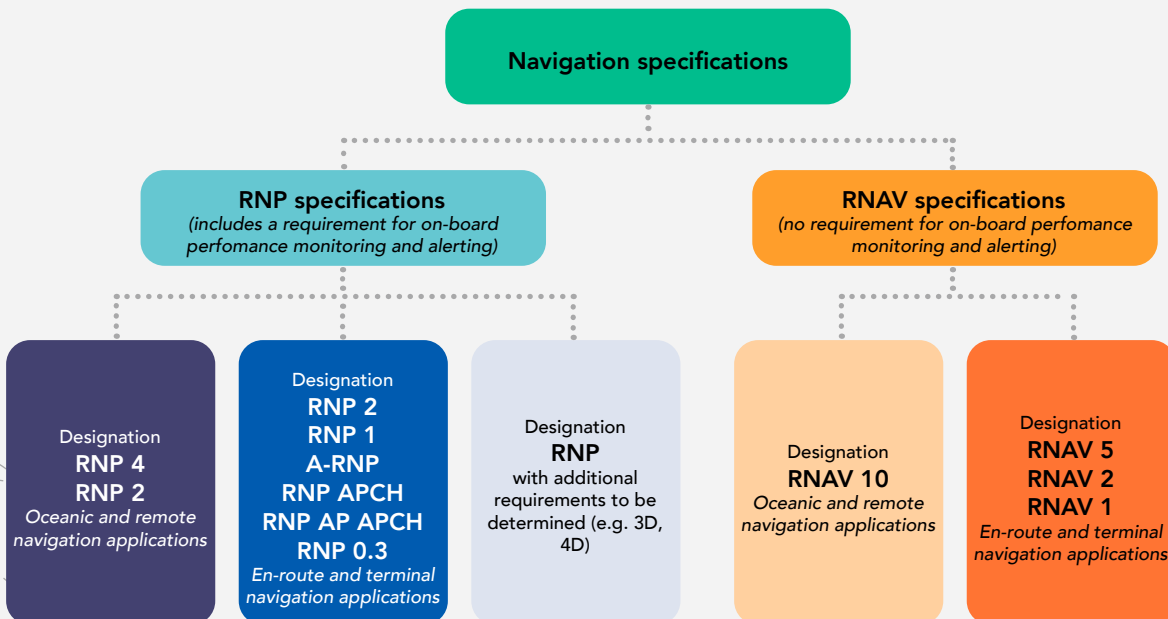 Navigation specifications
RNP specifications
(includes a requirement for on-board
perfomance monitoring and alerting)
RNAV specifications
(no requirement for on-board perfomance
monitoring and alerting)
Designation
RNP 4
RNP 2
Oceanic and remote
navigation applications
Designation
RNP 2
RNP 1
A-RNP
RNP APCH
RNP AP APCH
RNP 0.3
En-route and terminal
navigation applications
Designation
RNP
with additional
requirements to be
determined (e.g. 3D,
4D)
Designation
RNAV 10
Oceanic and remote
navigation applications
Designation
RNAV 5
RNAV 2
RNAV 1
En-route and terminal
navigation applications